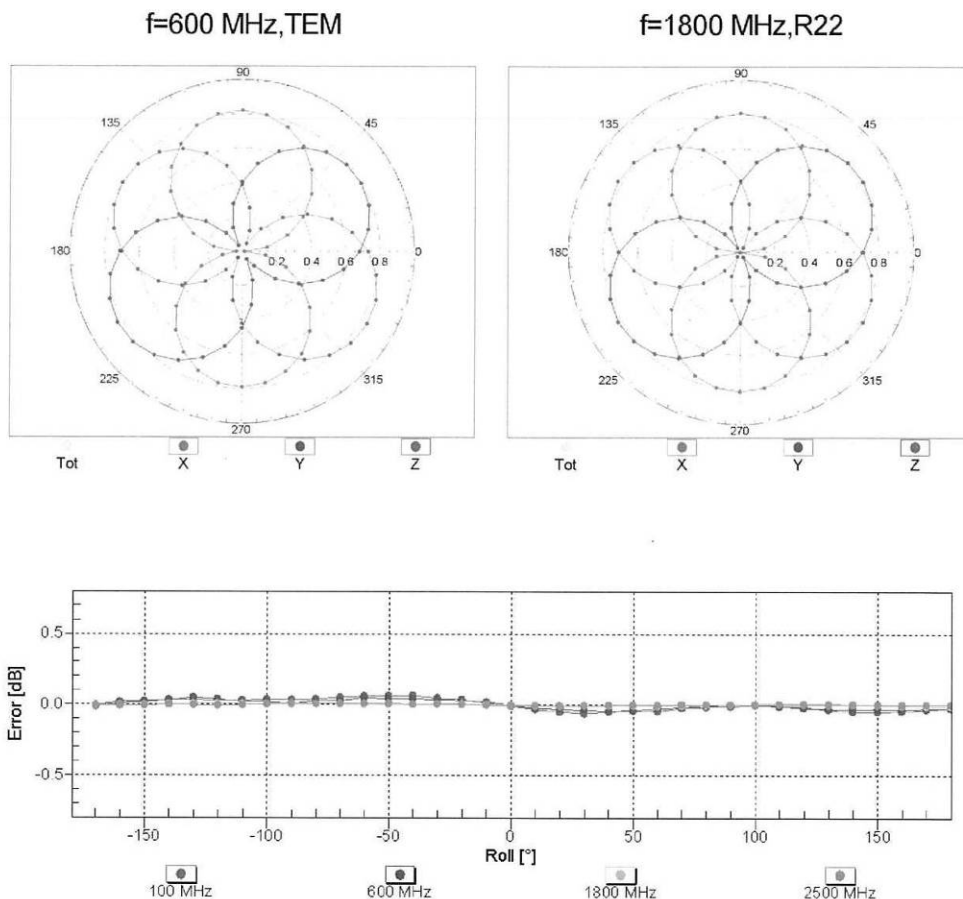 f=600 MHz,TEM
f=1800 MHz,R22
90
135
45
180
0
0.2 0.4 0.6 0.8
225
315
270
Tot X Y Z
90
135
45
180
0
0.2 0.4 0.6 0.8
225
315
270
Tot X Y Z
Error [dB]
0.5
0.0
-0.5
-150 -100 -50 0 50 100 150
Roll [°]
100 MHz 600 MHz 1800 MHz 2500 MHz